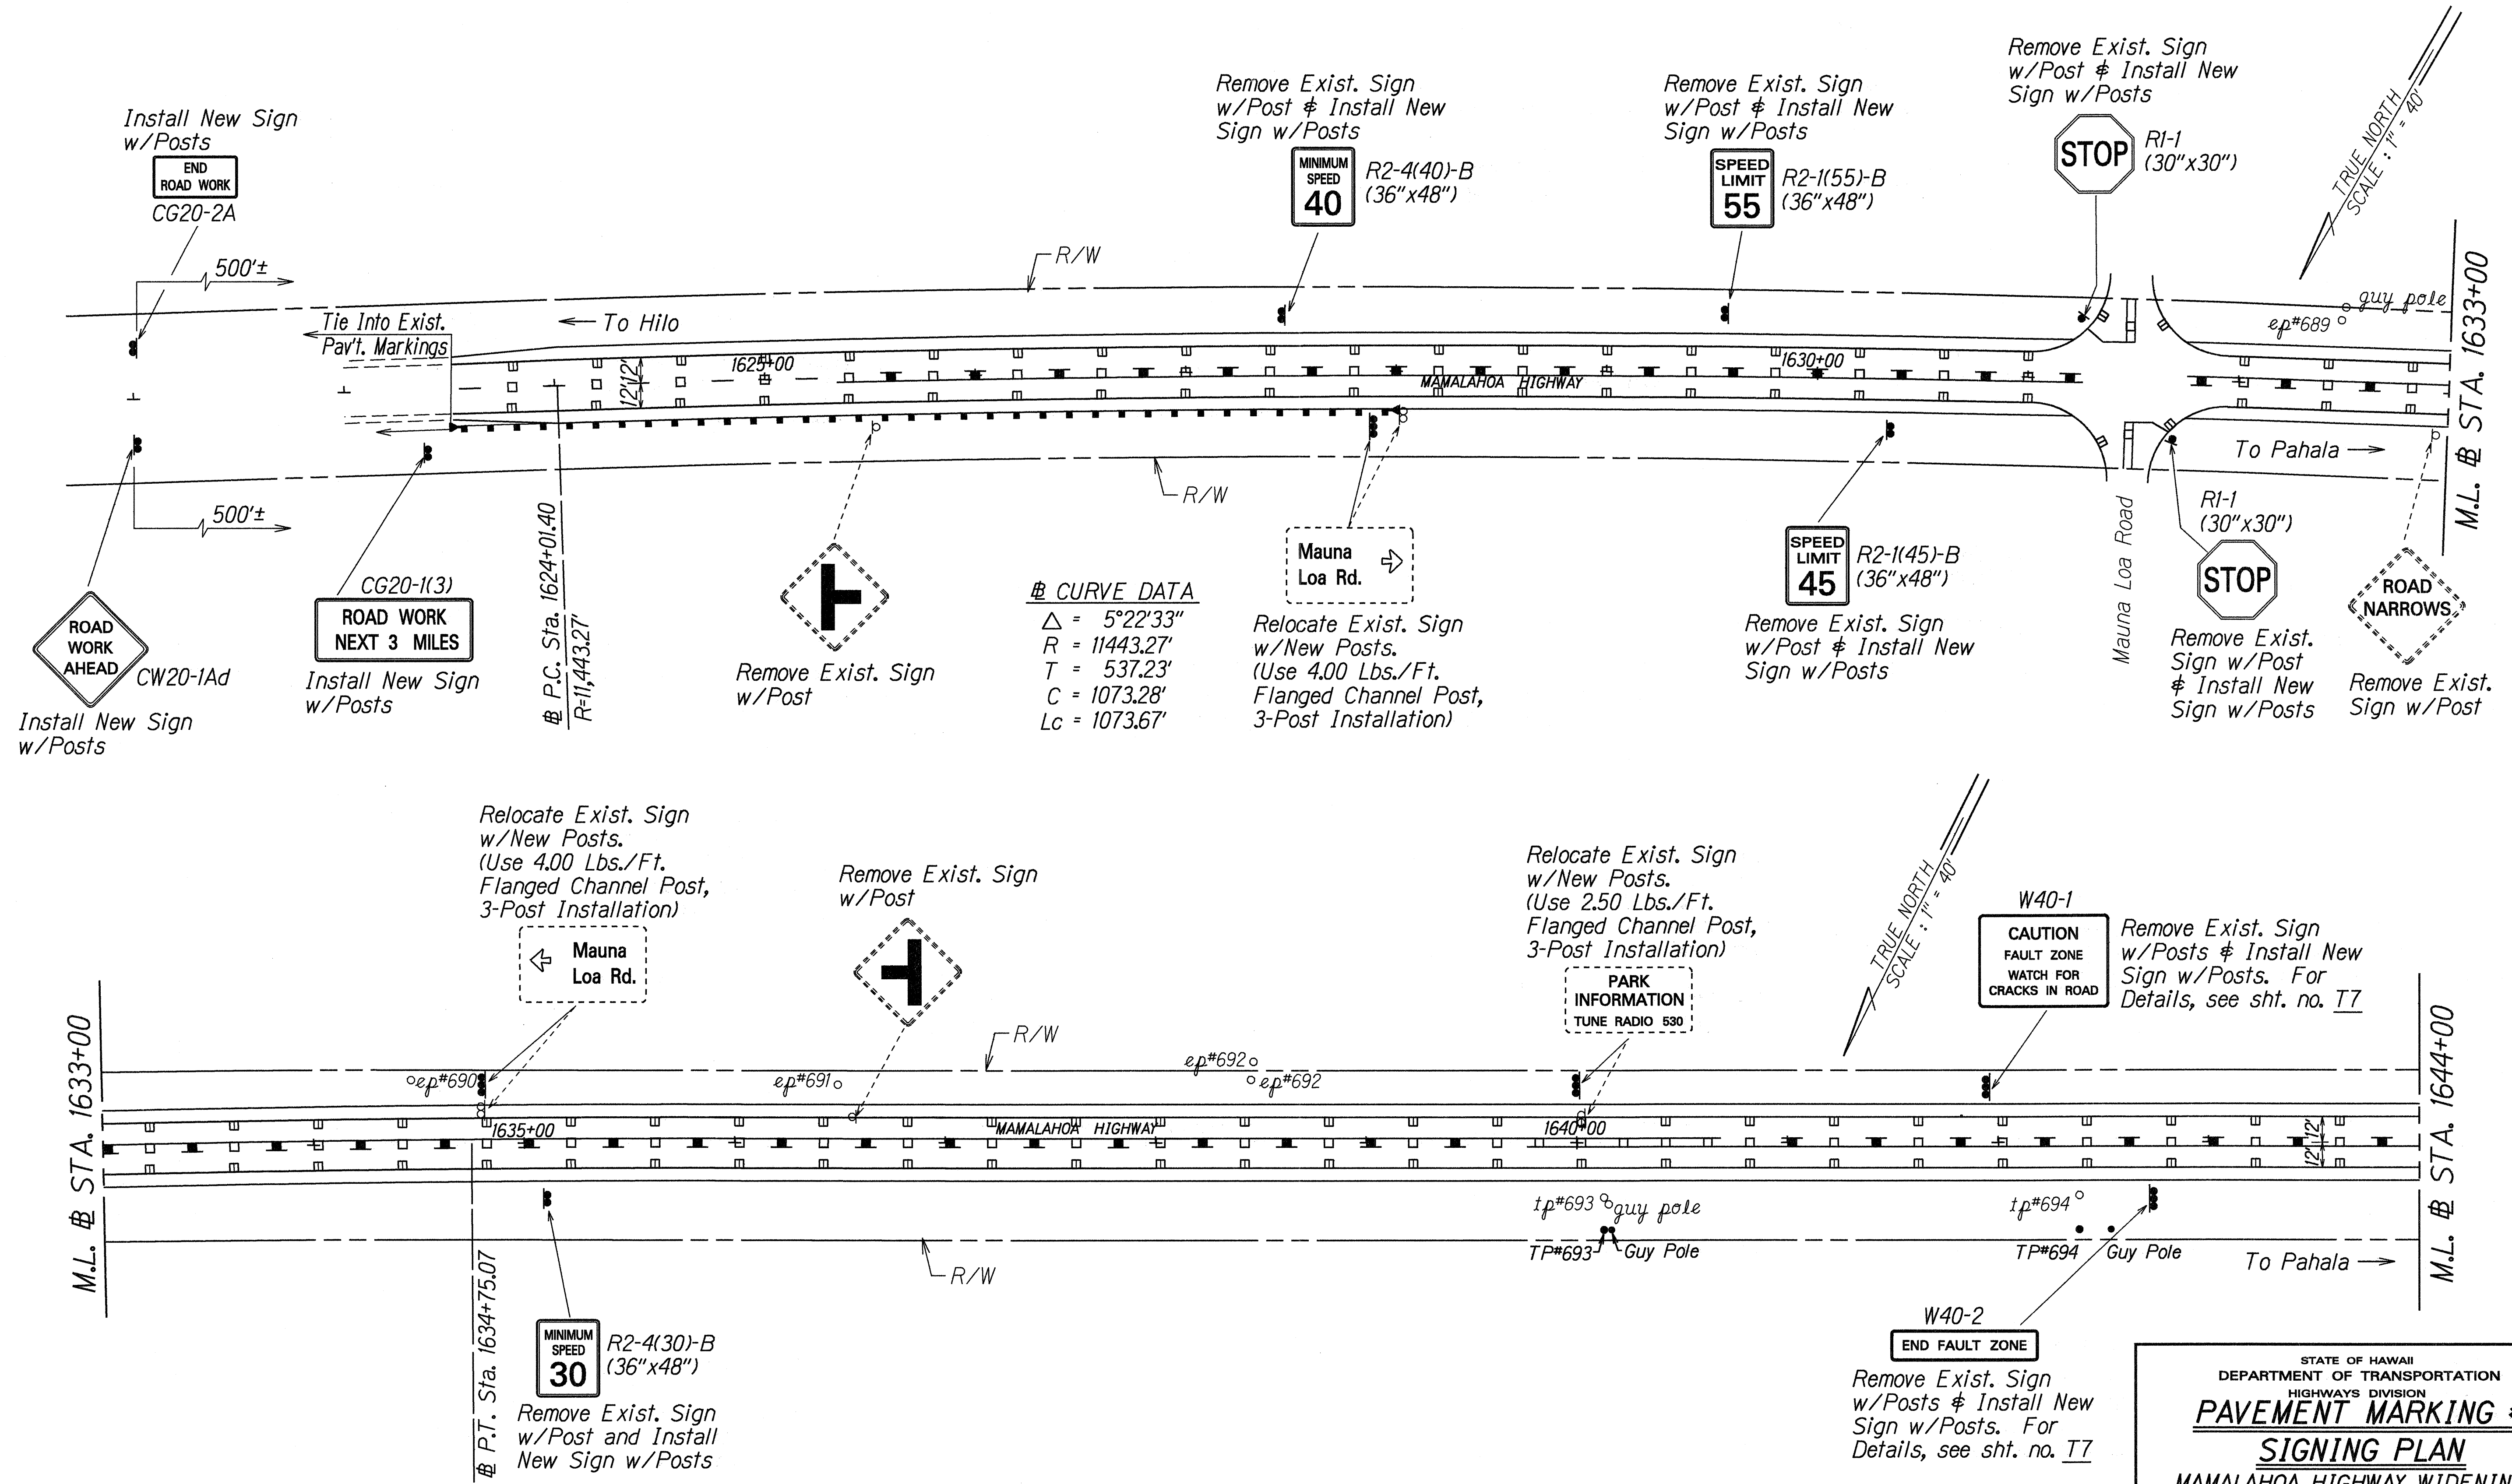 Install New Sign
w/Posts
END
ROAD WORK
CG20-2A
500'±
Tie Into Exist.
Pav't. Markings
← To Hilo
R/W
Remove Exist. Sign
w/Post & Install New
Sign w/Posts
MINIMUM
SPEED
40
R2-4(40)-B
(36"x48")
Remove Exist. Sign
w/Post & Install New
Sign w/Posts
SPEED
LIMIT
55
R2-1(55)-B
(36"x48")
Remove Exist. Sign
w/Post & Install New
Sign w/Posts
STOP
R1-1
(30"x30")
TRUE NORTH
SCALE : 1" = 40'
guy pole
ep#689
M.L. BL STA. 1633+00
12' 12'
1625+00
MAMALAHOA HIGHWAY
1630+00
To Pahala →
500'±
ROAD
WORK
AHEAD
CW20-1Ad
Install New Sign
w/Posts
CG20-1(3)
ROAD WORK
NEXT 3 MILES
Install New Sign
w/Posts
BL P.C. Sta. 1624+01.40
R=11,443.27'
Remove Exist. Sign
w/Post
BL CURVE DATA
△ = 5°22'33"
R = 11443.27'
T = 537.23'
C = 1073.28'
Lc = 1073.67'
R/W
Mauna
Loa Rd.
Relocate Exist. Sign
w/New Posts.
(Use 4.00 Lbs./Ft.
Flanged Channel Post,
3-Post Installation)
SPEED
LIMIT
45
R2-1(45)-B
(36"x48")
Remove Exist. Sign
w/Post & Install New
Sign w/Posts
Mauna Loa Road
R1-1
(30"x30")
STOP
Remove Exist.
Sign w/Post
& Install New
Sign w/Posts
ROAD
NARROWS
Remove Exist.
Sign w/Post
M.L. BL STA. 1633+00
Relocate Exist. Sign
w/New Posts.
(Use 4.00 Lbs./Ft.
Flanged Channel Post,
3-Post Installation)
Mauna
Loa Rd.
Remove Exist. Sign
w/Post
R/W
Relocate Exist. Sign
w/New Posts.
(Use 2.50 Lbs./Ft.
Flanged Channel Post,
3-Post Installation)
PARK
INFORMATION
TUNE RADIO 530
TRUE NORTH
SCALE : 1" = 40'
W40-1
CAUTION
FAULT ZONE
WATCH FOR
CRACKS IN ROAD
Remove Exist. Sign
w/Posts & Install New
Sign w/Posts. For
Details, see sht. no. T7
M.L. BL STA. 1644+00
ep#690
ep#691
ep#692
ep#692
1635+00
MAMALAHOA HIGHWAY
1640+00
12' 12'
tp#693
guy pole
tp#694
TP#693
Guy Pole
TP#694
Guy Pole
To Pahala →
R/W
BL P.T. Sta. 1634+75.07
MINIMUM
SPEED
30
R2-4(30)-B
(36"x48")
Remove Exist. Sign
w/Post and Install
New Sign w/Posts
W40-2
END FAULT ZONE
Remove Exist. Sign
w/Posts & Install New
Sign w/Posts. For
Details, see sht. no. T7
STATE OF HAWAII
DEPARTMENT OF TRANSPORTATION
HIGHWAYS DIVISION
PAVEMENT MARKING
SIGNING PLAN
MAMALAHOA HIGHWAY